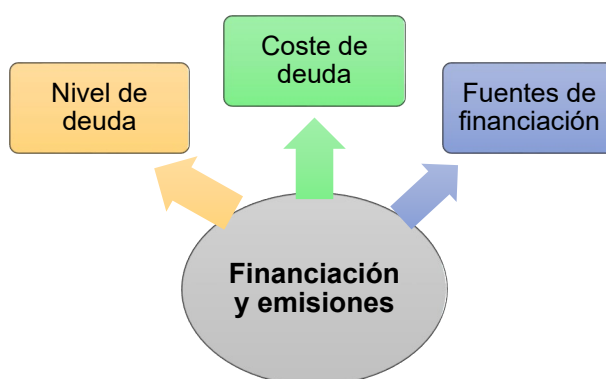 Coste de
deuda
Nivel de
deuda
Fuentes de
financiación
Financiación
y emisiones